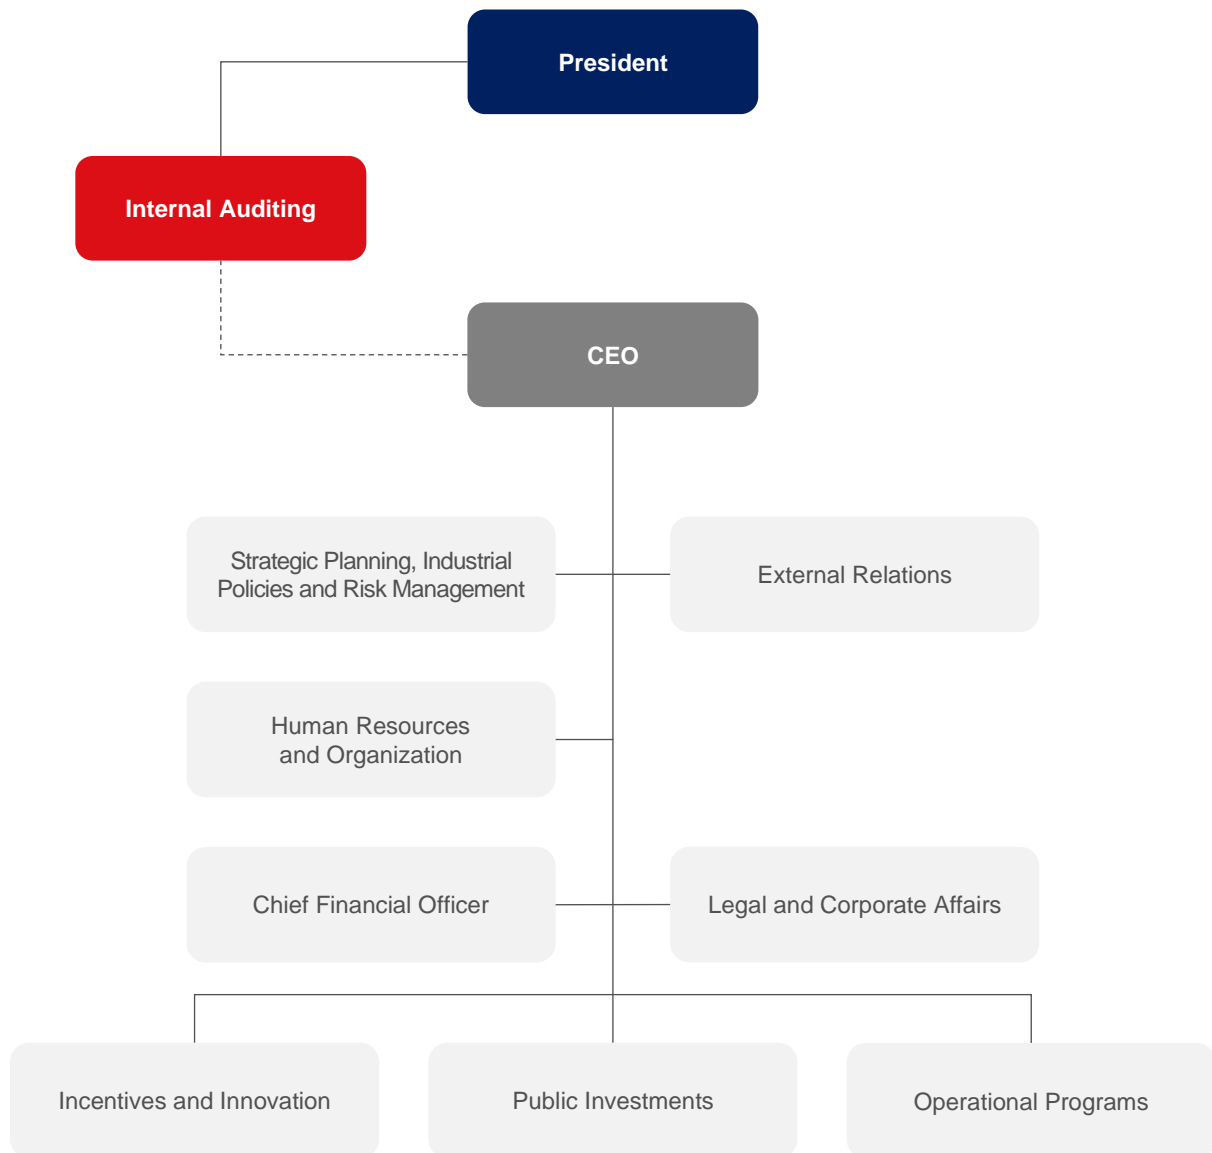 President
Internal Auditing
CEO
Strategic Planning, Industrial
Policies and Risk Management
External Relations
Human Resources
and Organization
Chief Financial Officer
Legal and Corporate Affairs
Incentives and Innovation
Public Investments
Operational Programs